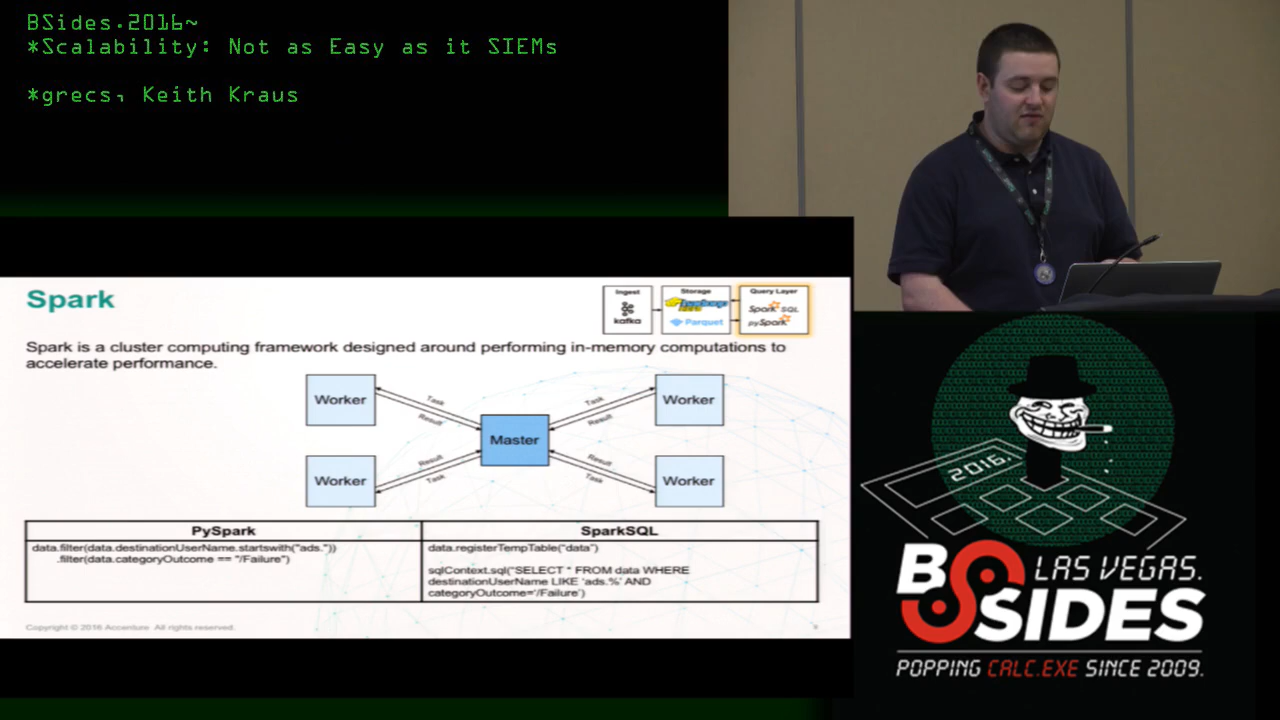 BSides.2016~
*Scalability: Not as Easy as it SIEMs
*grecs, Keith Kraus
Spark
Ingest
kafka
Storage
Parquet
Query Layer
Spark SQL
pySpark
Spark is a cluster computing framework designed around performing in-memory computations to
accelerate performance.
Worker
Worker
Task
Result
Task
Result
Master
Worker
Worker
Result
Task
Result
Task
PySpark
SparkSQL
data.filter(data.destinationUserName.startswith("ads."))
.filter(data.categoryOutcome == "/Failure")
data.registerTempTable("data")
sqlContext.sql("SELECT * FROM data WHERE
destinationUserName LIKE 'ads.%' AND
categoryOutcome='/Failure')
Copyright © 2016 Accenture All rights reserved.
2016.
BSIDES
LAS VEGAS.
POPPING CALC.EXE SINCE 2009.